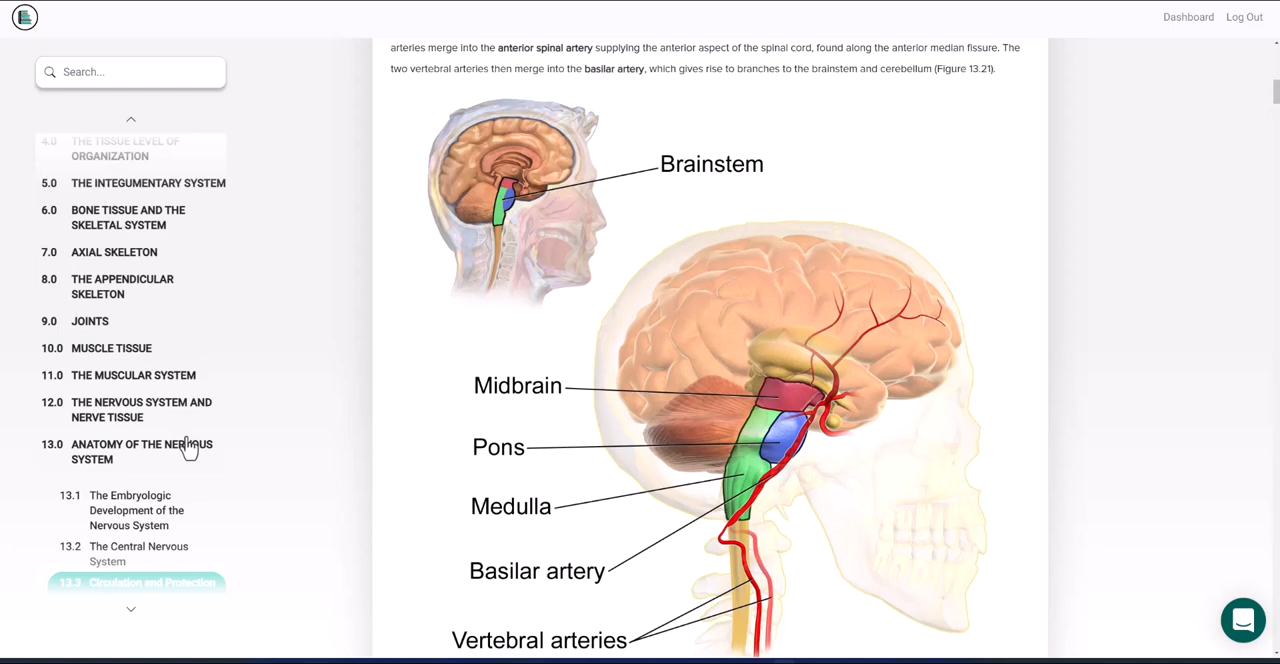 Dashboard Log Out
Search...
4.0 THE TISSUE LEVEL OF
ORGANIZATION
5.0 THE INTEGUMENTARY SYSTEM
6.0 BONE TISSUE AND THE
SKELETAL SYSTEM
7.0 AXIAL SKELETON
8.0 THE APPENDICULAR
SKELETON
9.0 JOINTS
10.0 MUSCLE TISSUE
11.0 THE MUSCULAR SYSTEM
12.0 THE NERVOUS SYSTEM AND
NERVE TISSUE
13.0 ANATOMY OF THE NERVOUS
SYSTEM
13.1 The Embryologic
Development of the
Nervous System
13.2 The Central Nervous
System
13.3 Circulation and Protection
arteries merge into the anterior spinal artery supplying the anterior aspect of the spinal cord, found along the anterior median fissure. The
two vertebral arteries then merge into the basilar artery, which gives rise to branches to the brainstem and cerebellum (Figure 13.21).
Brainstem
Midbrain
Pons
Medulla
Basilar artery
Vertebral arteries